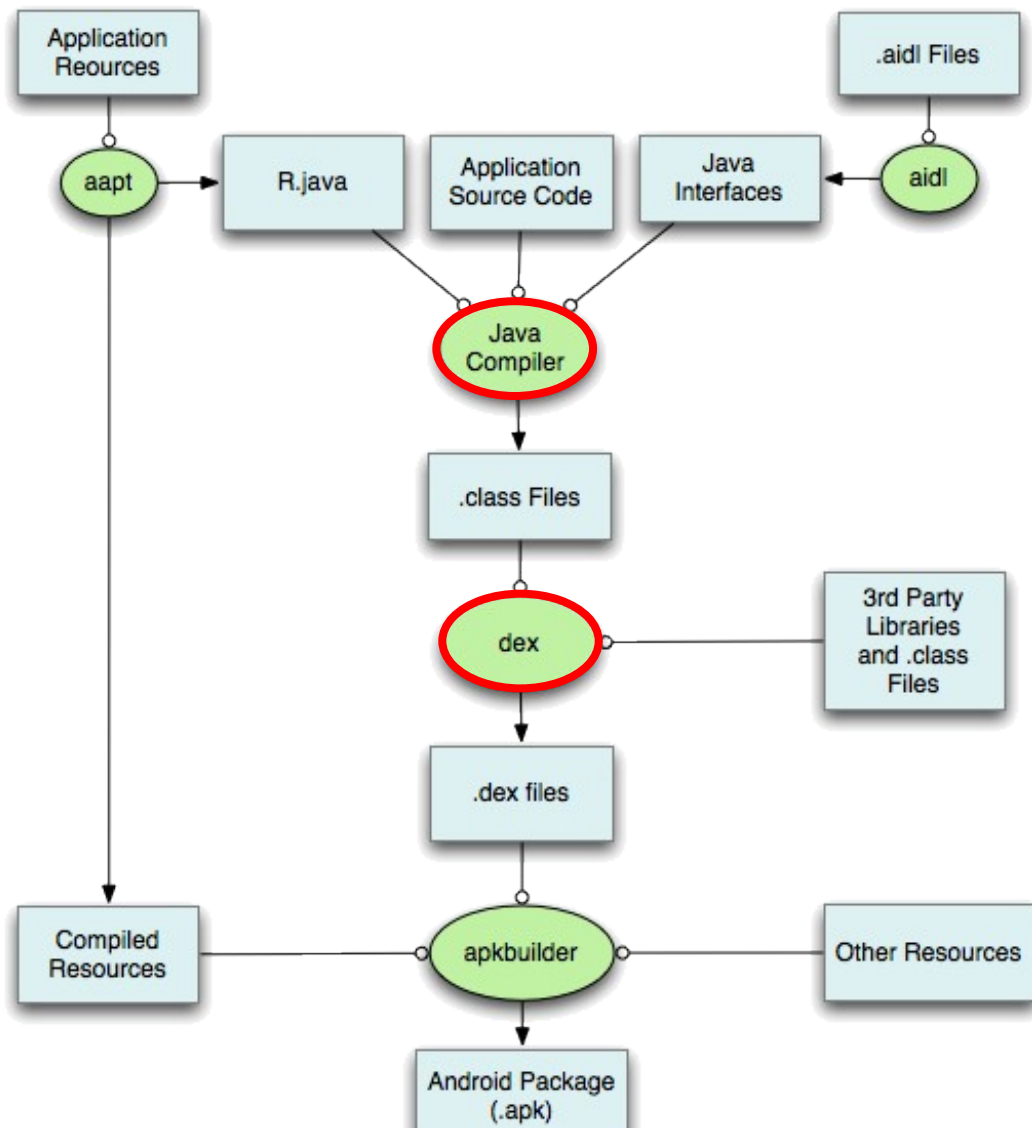 Application
Reources
.aidl Files
aapt
R.java
Application
Source Code
Java
Interfaces
aidl
Java
Compiler
.class Files
dex
3rd Party
Libraries
and .class
Files
.dex files
Compiled
Resources
apkbuilder
Other Resources
Android Package
(.apk)